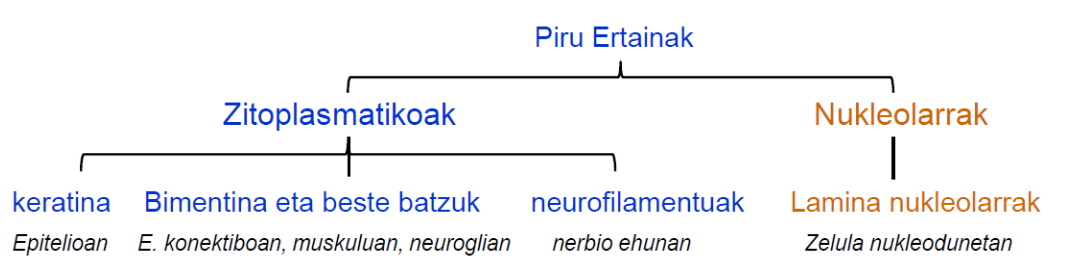 Piru Ertainak
Zitoplasmatikoak Nukleolarrak
keratina Bimentina eta beste batzuk neurofilamentuak Lamina nukleolarrak
Epitelioan E. konektiboan, muskuluan, neuroglian nerbio ehunan Zelula nukleodunetan